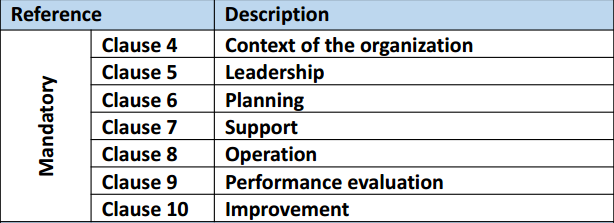 Reference Description
Mandatory
Clause 4 Context of the organization
Clause 5 Leadership
Clause 6 Planning
Clause 7 Support
Clause 8 Operation
Clause 9 Performance evaluation
Clause 10 Improvement